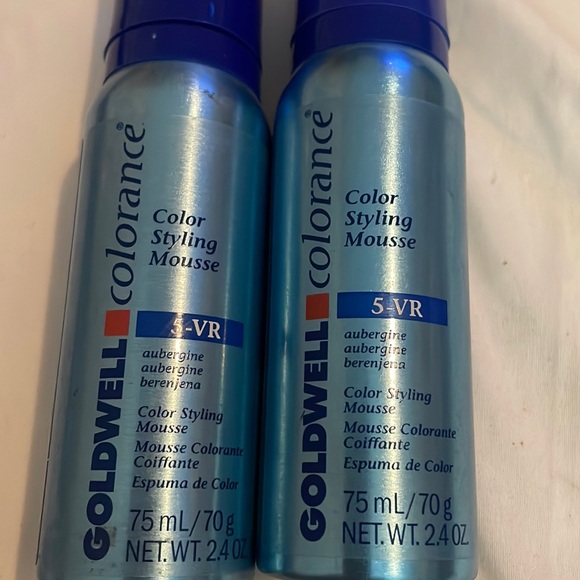 GOLDWELL colorance®
Color
Styling
Mousse
5-VR
aubergine
aubergine
berenjena
Color Styling
Mousse
Mousse Colorante
Coiffante
Espuma de Color
75 mL/70 g
NET.WT. 2.4 OZ.
GOLDWELL colorance®
Color
Styling
Mousse
5-VR
aubergine
aubergine
berenjena
Color Styling
Mousse
Mousse Colorante
Coiffante
Espuma de Color
75 mL/70 g
NET.WT. 2.4 OZ.